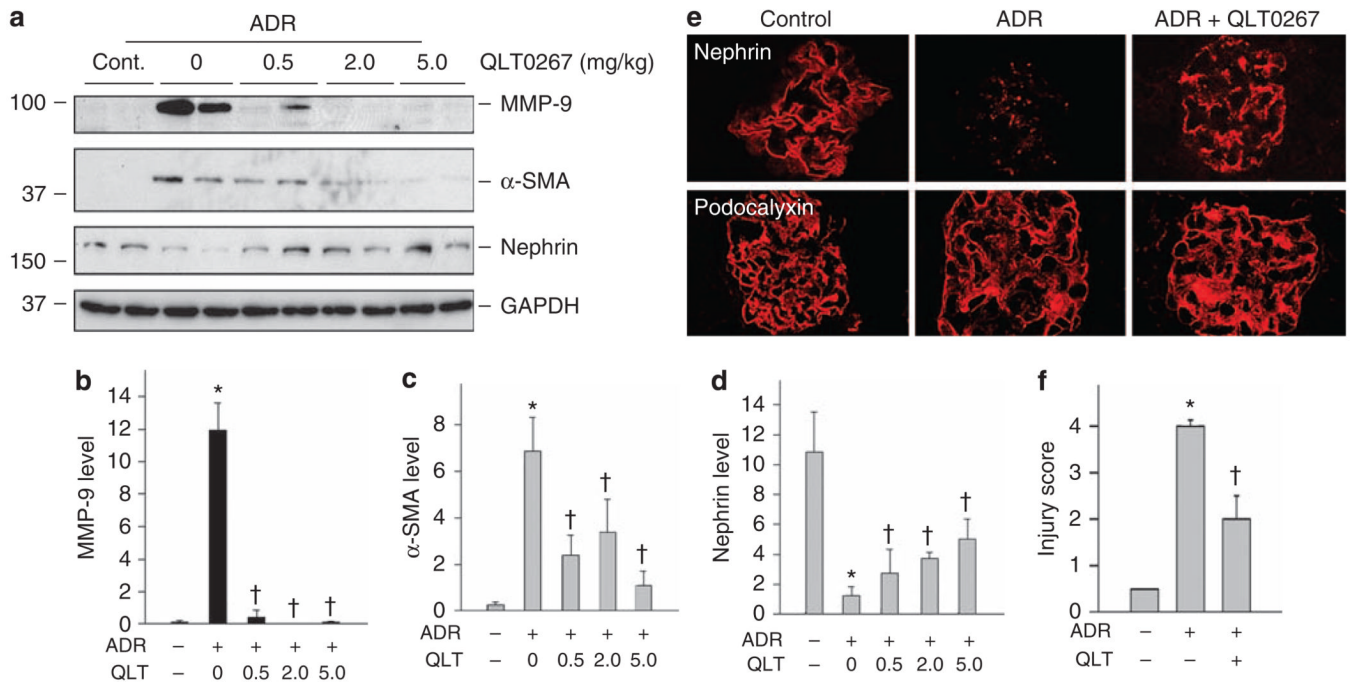 a
ADR
Cont. 0 0.5 2.0 5.0 QLT0267 (mg/kg)
100 – – MMP-9
37 – – α-SMA
150 – – Nephrin
37 – – GAPDH
e
Control ADR ADR + QLT0267
Nephrin
Podocalyxin
b
MMP-9 level
14
12
10
8
6
4
2
0
* † † †
ADR – + + + +
QLT – 0 0.5 2.0 5.0
c
α-SMA level
8
6
4
2
0
* † † †
ADR – + + + +
QLT – 0 0.5 2.0 5.0
d
Nephrin level
14
12
10
8
6
4
2
0
* † † †
ADR – + + + +
QLT – 0 0.5 2.0 5.0
f
Injury score
4
2
0
* †
ADR – + +
QLT – – +